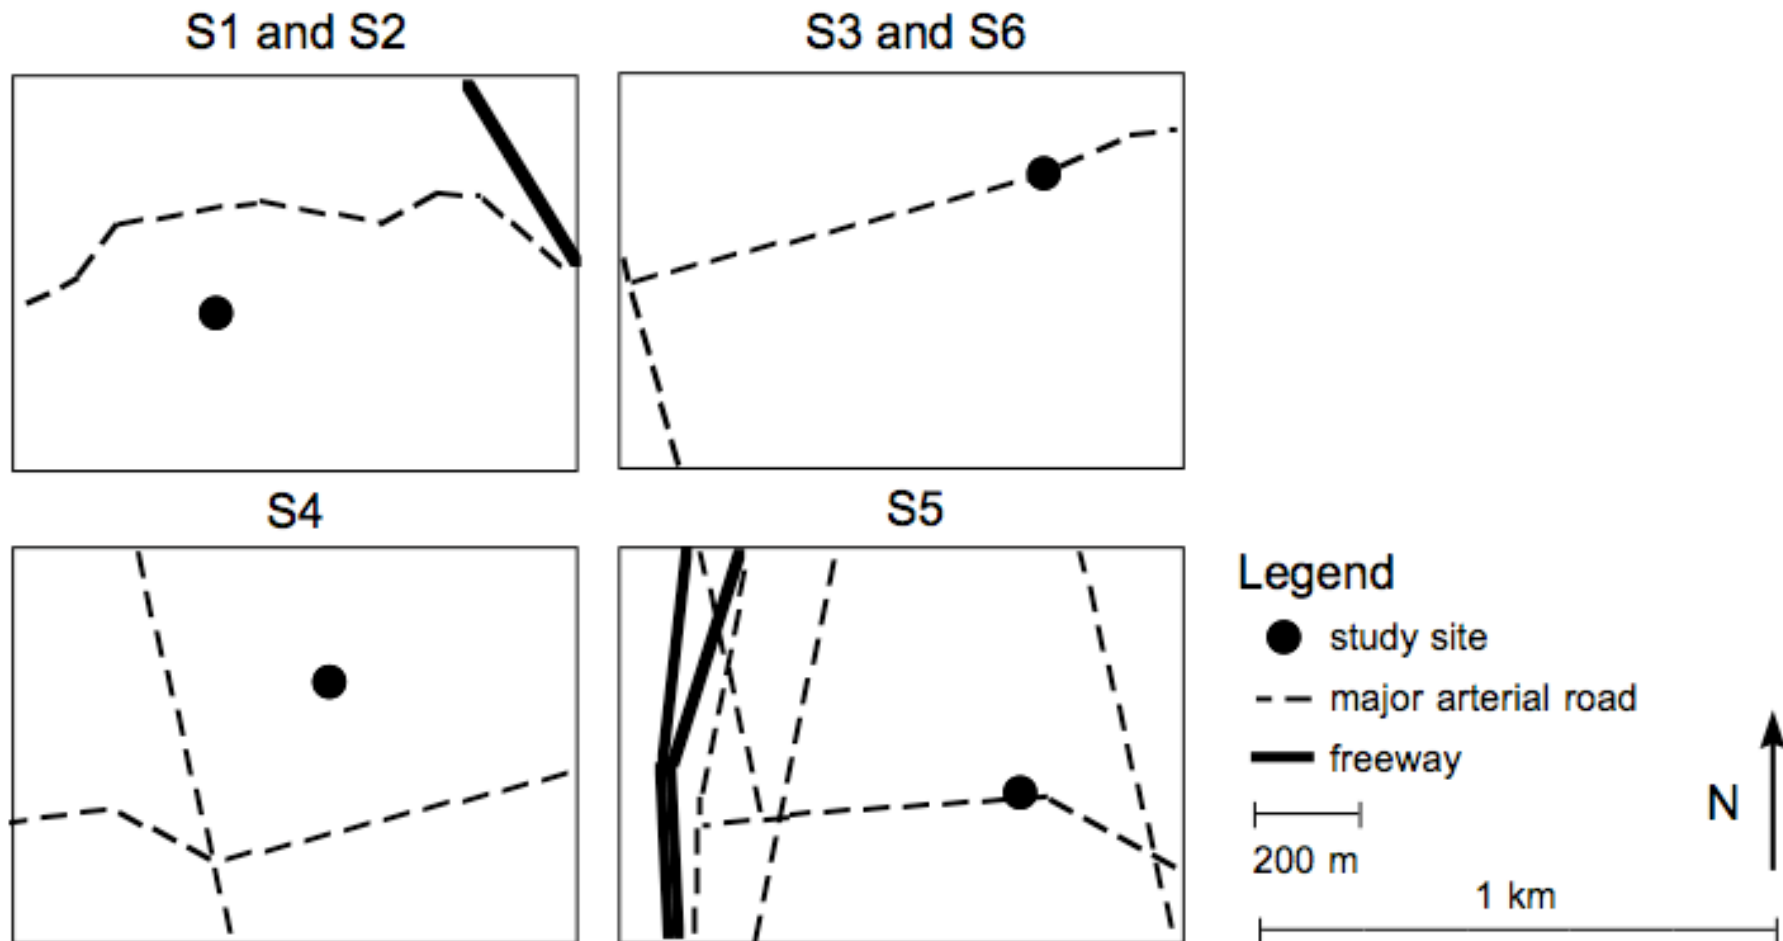 S1 and S2
S3 and S6
S4
S5
Legend
study site
major arterial road
freeway
200 m
N
1 km